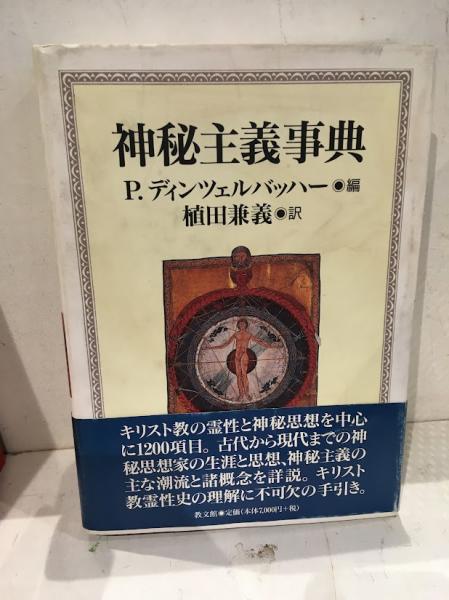 神秘主義事典
P. ディンツェルバッハー◉編
植田兼義◉訳
キリスト教の霊性と神秘思想を中心
に1200項目。古代から現代までの神
秘思想家の生涯と思想、神秘主義の
主な潮流と諸概念を詳説。キリスト
教霊性史の理解に不可欠の手引き。
教文館◉定価(本体7,000円+税)